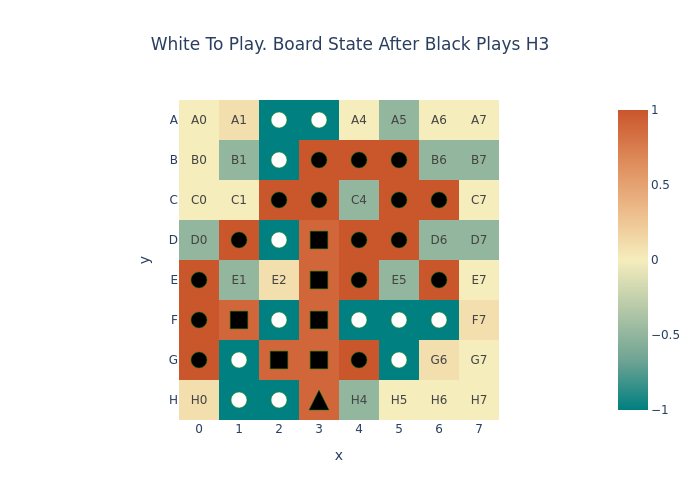 White To Play. Board State After Black Plays H3
A A0 A1 A4 A5 A6 A7 1
B B0 B1 B6 B7
C C0 C1 C4 C7 0.5
D D0 D6 D7
y E E1 E2 E5 E7 0
F F7
G G6 G7 −0.5
H H0 H4 H5 H6 H7 −1
0 1 2 3 4 5 6 7
x